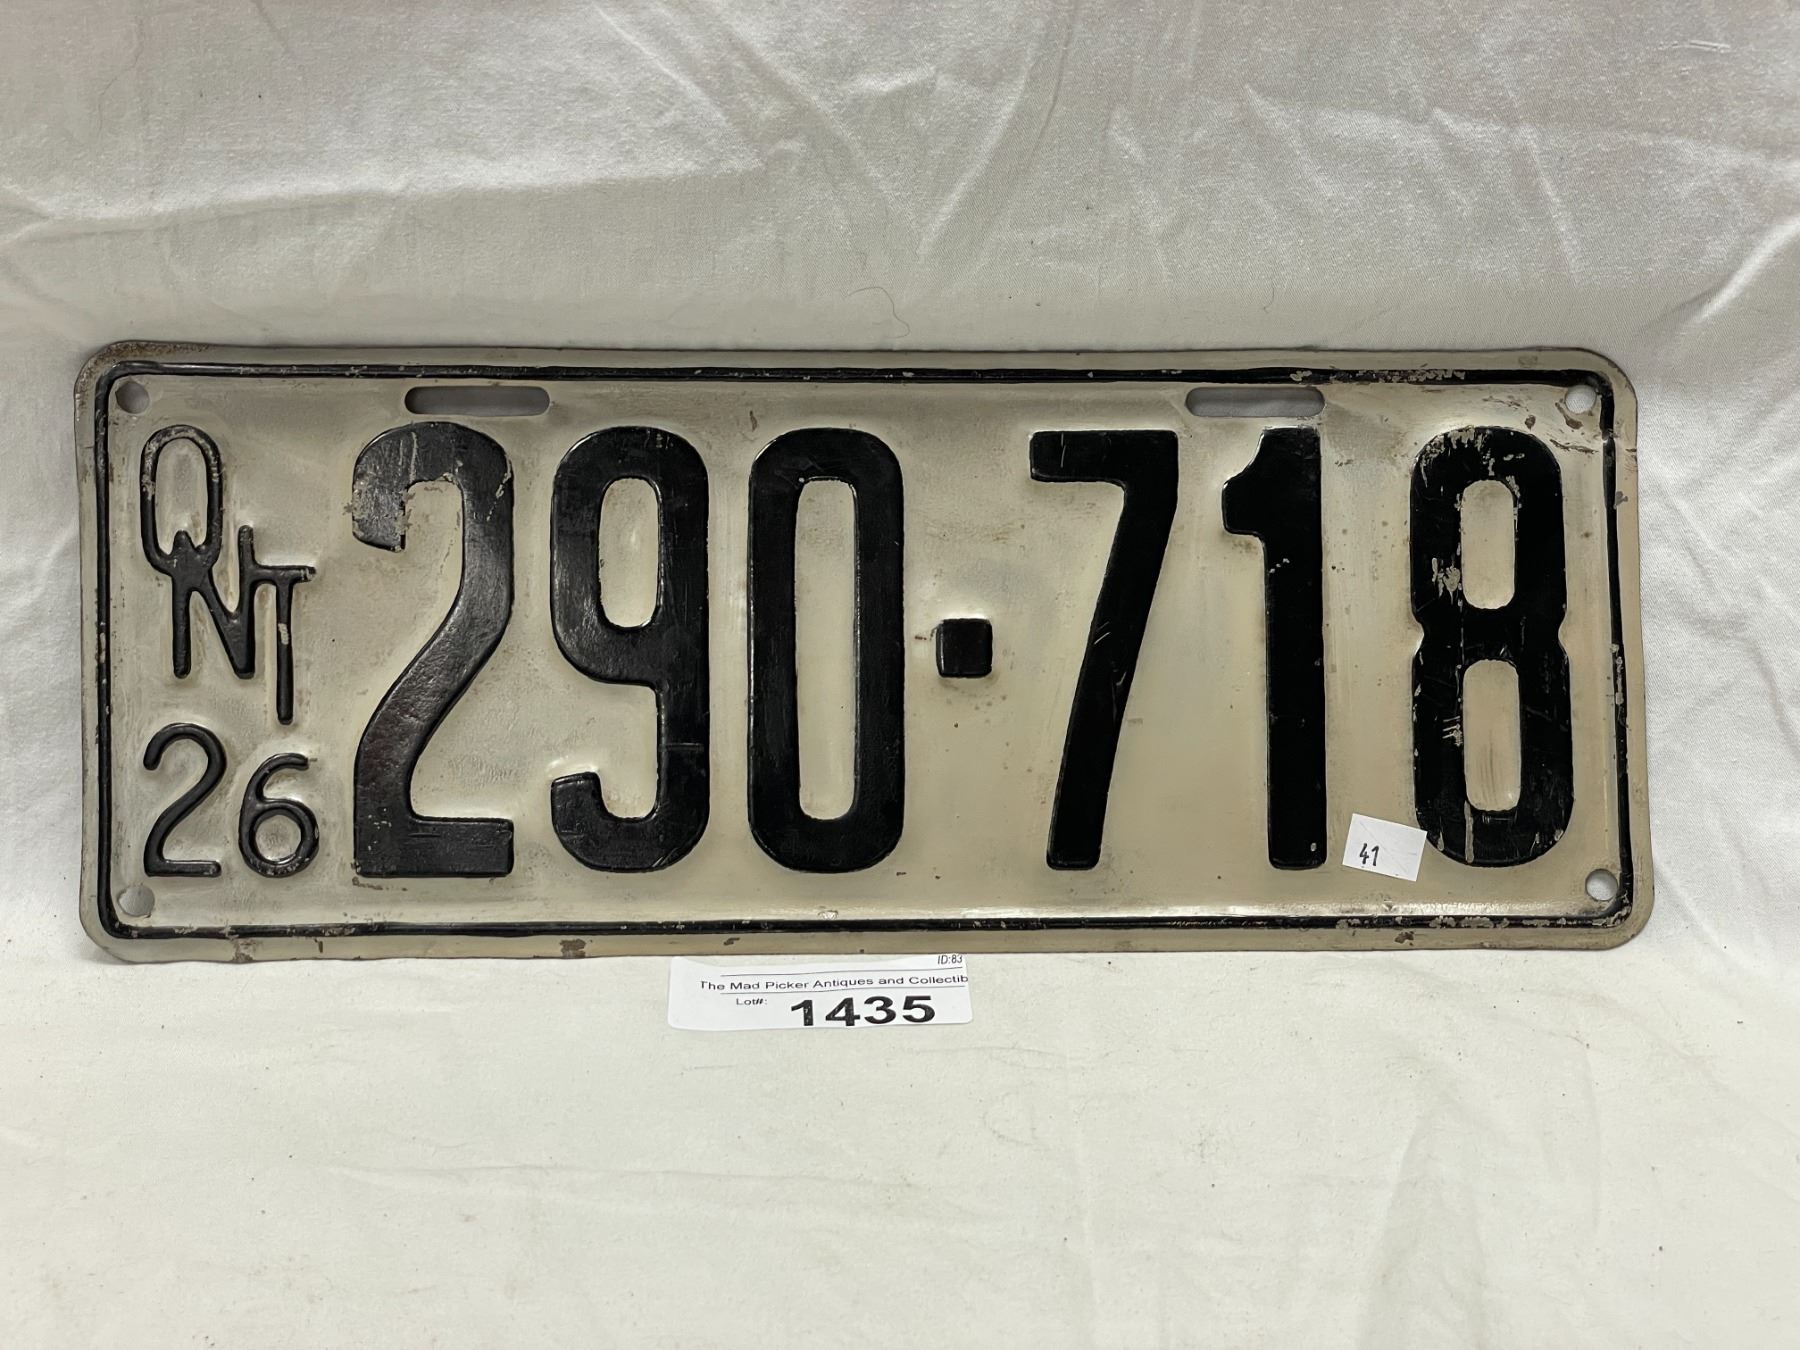 ONT
26
290-718
41
ID:83
The Mad Picker Antiques and Collectib
Lot#: 1435